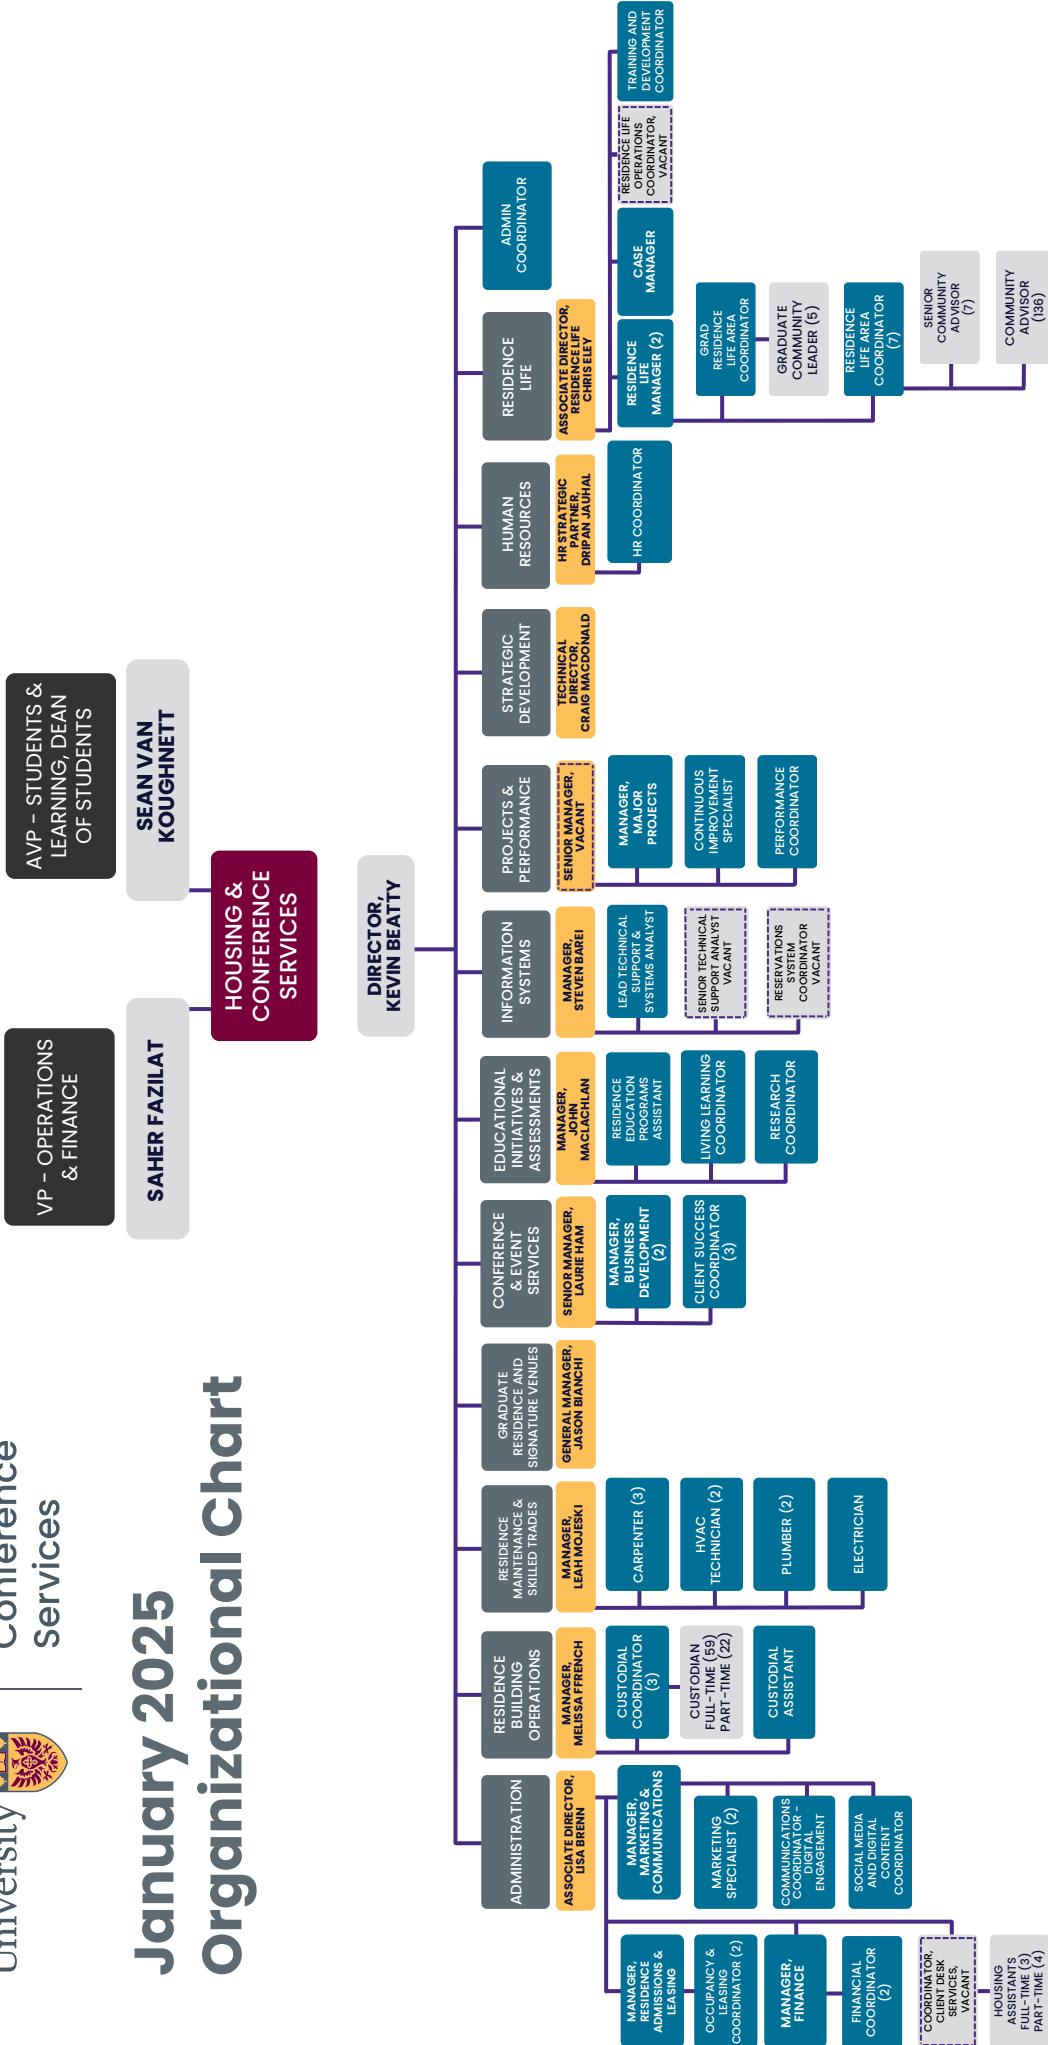 University
Conference
Services
January 2025
Organizational Chart
VP - OPERATIONS
& FINANCE
SAHER FAZILAT
AVP - STUDENTS &
LEARNING, DEAN
OF STUDENTS
SEAN VAN
KOUGHNETT
HOUSING &
CONFERENCE
SERVICES
DIRECTOR,
KEVIN BEATTY
ADMINISTRATION
ASSOCIATE DIRECTOR,
LISA BRENN
MANAGER,
RESIDENCE
ADMISSIONS &
LEASING
OCCUPANCY &
LEASING
COORDINATOR (2)
MANAGER,
FINANCE
FINANCIAL
COORDINATOR
(2)
COORDINATOR,
CLIENT DESK
SERVICES,
VACANT
HOUSING
ASSISTANTS
FULL-TIME (3)
PART-TIME (4)
MANAGER,
MARKETING &
COMMUNICATIONS
MARKETING
SPECIALIST (2)
COMMUNICATIONS
COORDINATOR -
DIGITAL
ENGAGEMENT
SOCIAL MEDIA
AND DIGITAL
CONTENT
COORDINATOR
RESIDENCE
BUILDING
OPERATIONS
MANAGER,
MELISSA FFRENCH
CUSTODIAL
COORDINATOR
(3)
CUSTODIAN
FULL-TIME (59)
PART-TIME (22)
CUSTODIAL
ASSISTANT
RESIDENCE
MAINTENANCE &
SKILLED TRADES
MANAGER,
LEAH MOJESKI
CARPENTER (3)
HVAC
TECHNICIAN (2)
PLUMBER (2)
ELECTRICIAN
GRADUATE
RESIDENCE AND
SIGNATURE VENUES
GENERAL MANAGER,
JASON BIANCHI
CONFERENCE
& EVENT
SERVICES
SENIOR MANAGER,
LAURIE HAM
MANAGER,
BUSINESS
DEVELOPMENT
(2)
CLIENT SUCCESS
COORDINATOR
(3)
EDUCATIONAL
INITIATIVES &
ASSESSMENTS
MANAGER,
JOHN
MACLACHLAN
RESIDENCE
EDUCATION
PROGRAMS
ASSISTANT
LIVING LEARNING
COORDINATOR
RESEARCH
COORDINATOR
INFORMATION
SYSTEMS
MANAGER,
STEVEN BAREI
LEAD TECHNICAL
SUPPORT &
SYSTEMS ANALYST
SENIOR TECHNICAL
SUPPORT ANALYST
VACANT
RESERVATIONS
SYSTEM
COORDINATOR
VACANT
PROJECTS &
PERFORMANCE
SENIOR MANAGER,
VACANT
MANAGER,
MAJOR
PROJECTS
CONTINUOUS
IMPROVEMENT
SPECIALIST
PERFORMANCE
COORDINATOR
STRATEGIC
DEVELOPMENT
TECHNICAL
DIRECTOR,
CRAIG MACDONALD
HUMAN
RESOURCES
HR STRATEGIC
PARTNER,
DRIPAN JAUHAL
HR COORDINATOR
RESIDENCE
LIFE
ASSOCIATE DIRECTOR,
RESIDENCE LIFE
CHRIS ELEY
RESIDENCE
LIFE
MANAGER (2)
GRAD
RESIDENCE
LIFE AREA
COORDINATOR
GRADUATE
COMMUNITY
LEADER (5)
RESIDENCE
LIFE AREA
COORDINATOR
(7)
SENIOR
COMMUNITY
ADVISOR
(7)
COMMUNITY
ADVISOR
(136)
CASE
MANAGER
RESIDENCE LIFE
OPERATIONS
COORDINATOR,
VACANT
TRAINING AND
DEVELOPMENT
COORDINATOR
ADMIN
COORDINATOR